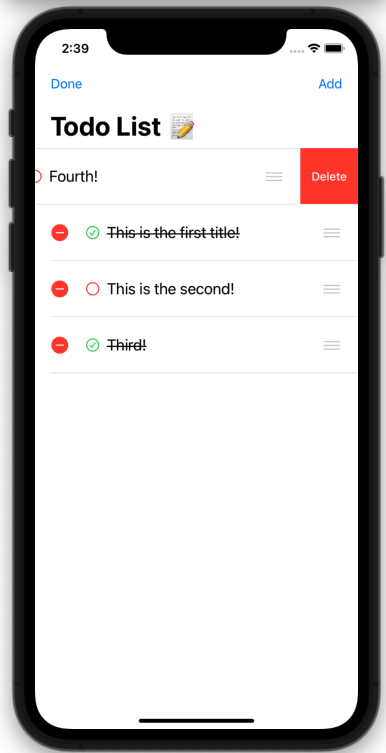 2:39
Done Add
Todo List 📝
Fourth! Delete
This is the first title!
This is the second!
Third!